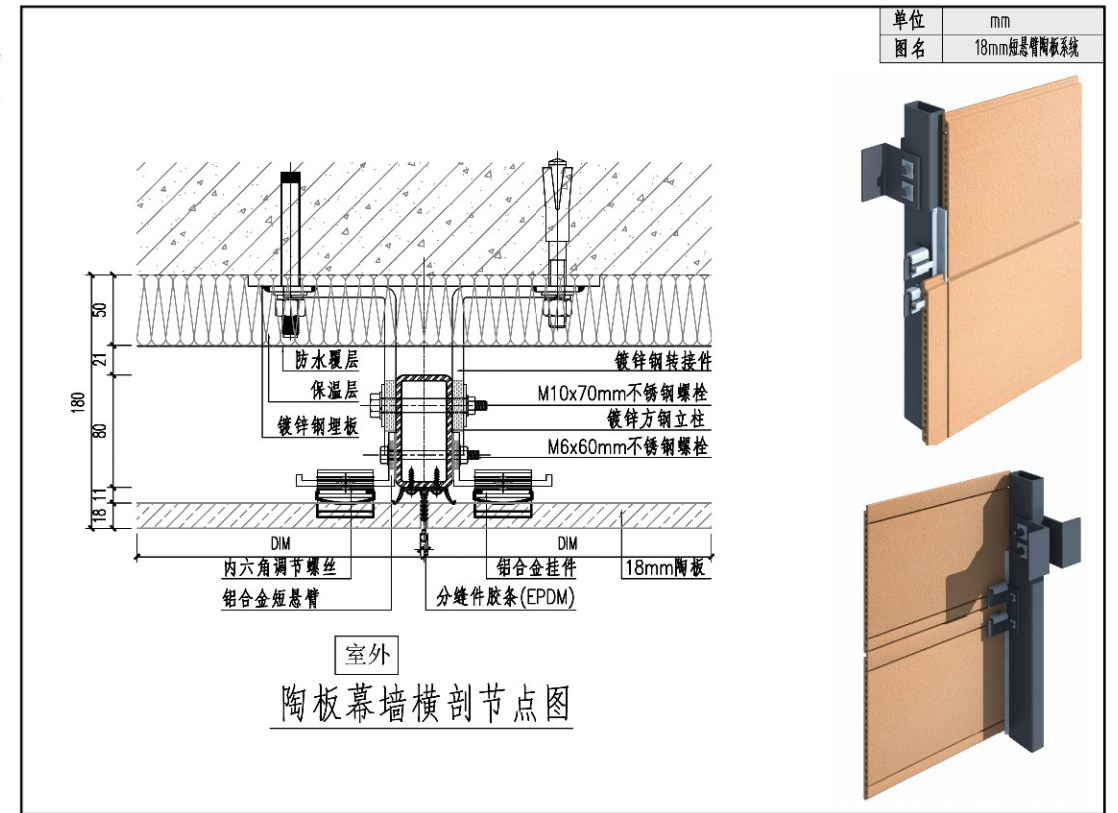 单位 mm
图名 18mm短悬臂陶板系统
50
21
180
80
11
18
防水覆层
保温层
镀锌钢埋板
镀锌钢转接件
M10x70mm不锈钢螺栓
镀锌方钢立柱
M6x60mm不锈钢螺栓
DIM DIM
内六角调节螺丝 铝合金挂件 18mm陶板
铝合金短悬臂 分缝件胶条(EPDM)
室外
陶板幕墙横剖节点图